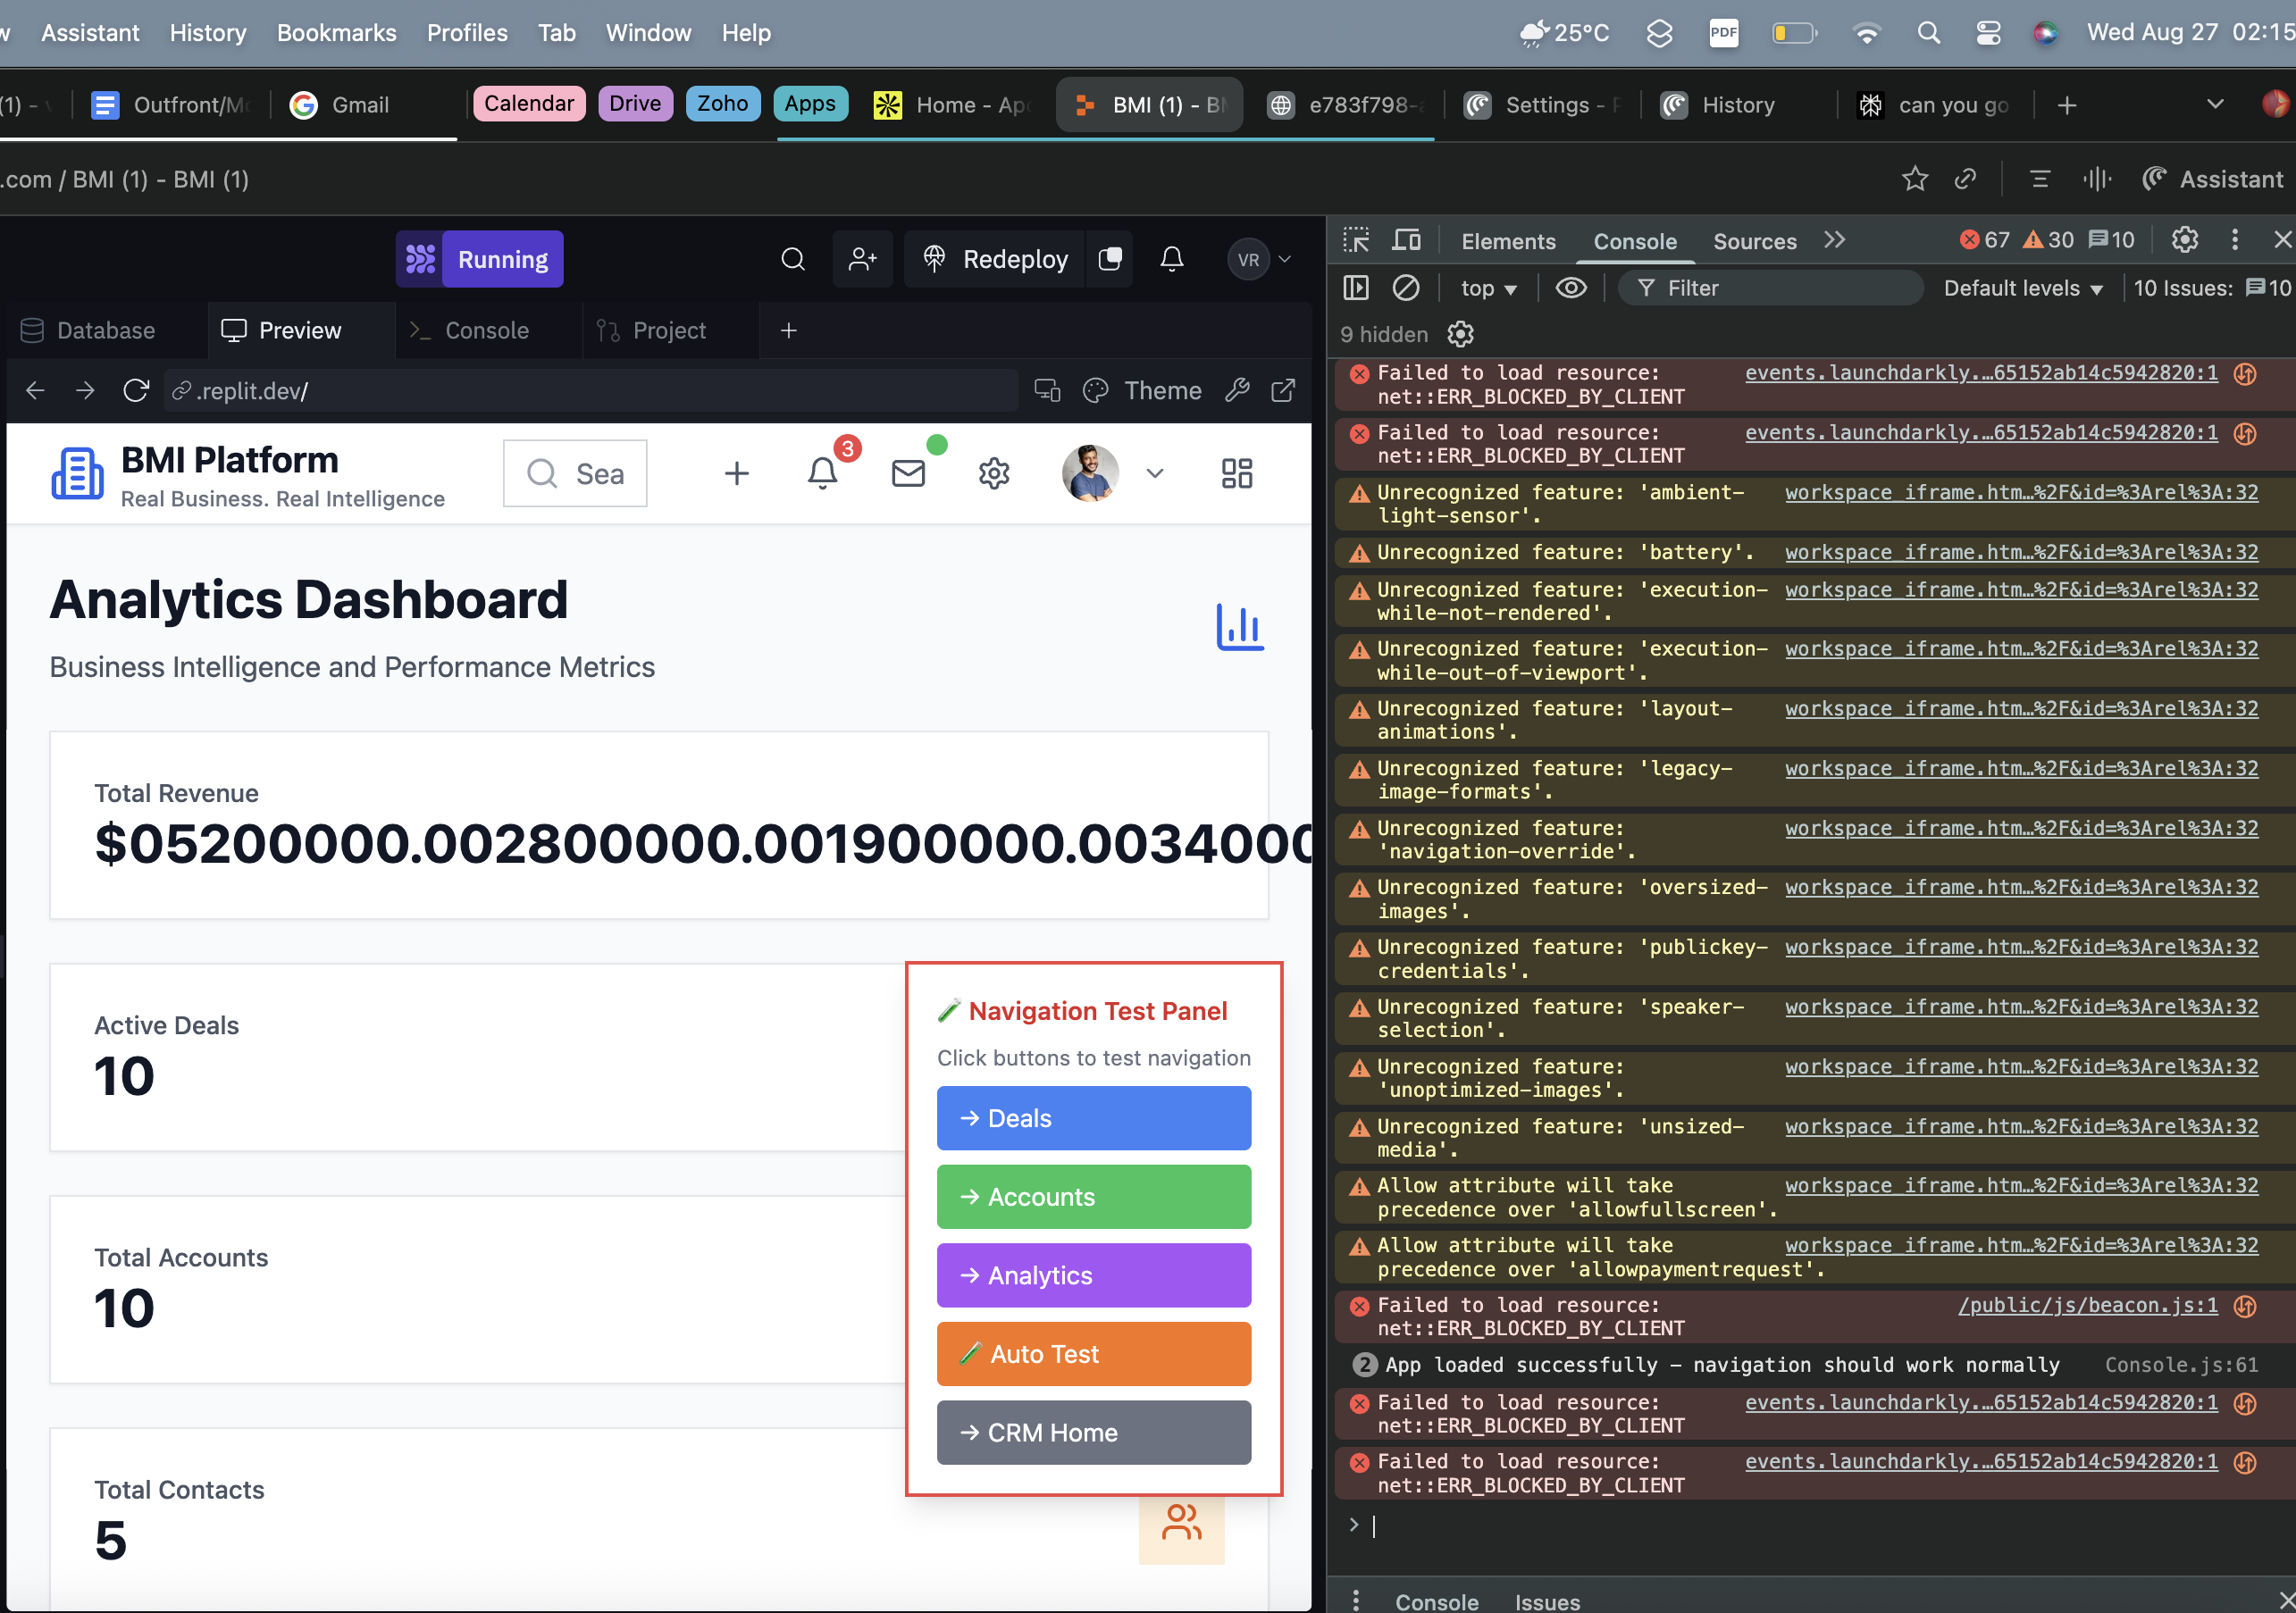 Assistant History Bookmarks Profiles Tab Window Help 25°C PDF Wed Aug 27 02:15
(1) - Outfront/Mo Gmail Calendar Drive Zoho Apps Home - Ap BMI (1) - BM e783f798- Settings - History can you go
.com / BMI (1) - BMI (1) Assistant
Running Redeploy VR
Database Preview Console Project
.replit.dev/ Theme
BMI Platform
Real Business. Real Intelligence
Sea
3
Analytics Dashboard
Business Intelligence and Performance Metrics
Total Revenue
$05200000.002800000.001900000.0034000
Active Deals
10
Total Accounts
10
Total Contacts
5
Navigation Test Panel
Click buttons to test navigation
→ Deals
→ Accounts
→ Analytics
Auto Test
→ CRM Home
Elements Console Sources 67 30 10
top Filter Default levels 10 Issues: 10
9 hidden
Failed to load resource: events.launchdarkly.…65152ab14c5942820:1
net::ERR_BLOCKED_BY_CLIENT
Failed to load resource: events.launchdarkly.…65152ab14c5942820:1
net::ERR_BLOCKED_BY_CLIENT
Unrecognized feature: 'ambient- workspace_iframe.htm…%2F&id=%3Arel%3A:32
light-sensor'.
Unrecognized feature: 'battery'. workspace_iframe.htm…%2F&id=%3Arel%3A:32
Unrecognized feature: 'execution- workspace_iframe.htm…%2F&id=%3Arel%3A:32
while-not-rendered'.
Unrecognized feature: 'execution- workspace_iframe.htm…%2F&id=%3Arel%3A:32
while-out-of-viewport'.
Unrecognized feature: 'layout- workspace_iframe.htm…%2F&id=%3Arel%3A:32
animations'.
Unrecognized feature: 'legacy- workspace_iframe.htm…%2F&id=%3Arel%3A:32
image-formats'.
Unrecognized feature: workspace_iframe.htm…%2F&id=%3Arel%3A:32
'navigation-override'.
Unrecognized feature: 'oversized- workspace_iframe.htm…%2F&id=%3Arel%3A:32
images'.
Unrecognized feature: 'publickey- workspace_iframe.htm…%2F&id=%3Arel%3A:32
credentials'.
Unrecognized feature: 'speaker- workspace_iframe.htm…%2F&id=%3Arel%3A:32
selection'.
Unrecognized feature: workspace_iframe.htm…%2F&id=%3Arel%3A:32
'unoptimized-images'.
Unrecognized feature: 'unsized- workspace_iframe.htm…%2F&id=%3Arel%3A:32
media'.
Allow attribute will take workspace_iframe.htm…%2F&id=%3Arel%3A:32
precedence over 'allowfullscreen'.
Allow attribute will take workspace_iframe.htm…%2F&id=%3Arel%3A:32
precedence over 'allowpaymentrequest'.
Failed to load resource: /public/js/beacon.js:1
net::ERR_BLOCKED_BY_CLIENT
2 App loaded successfully – navigation should work normally Console.js:61
Failed to load resource: events.launchdarkly.…65152ab14c5942820:1
net::ERR_BLOCKED_BY_CLIENT
Failed to load resource: events.launchdarkly.…65152ab14c5942820:1
net::ERR_BLOCKED_BY_CLIENT
Console Issues